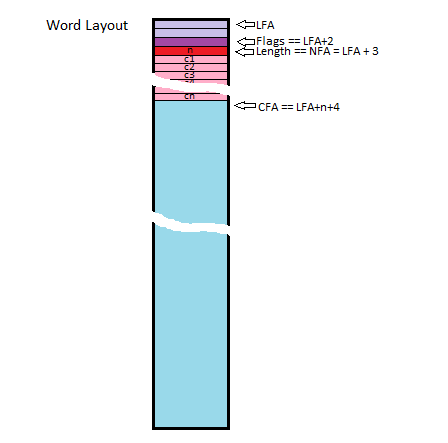 Word Layout
LFA
Flags == LFA+2
n
Length == NFA = LFA + 3
c1
c2
c3
cn
CFA == LFA+n+4